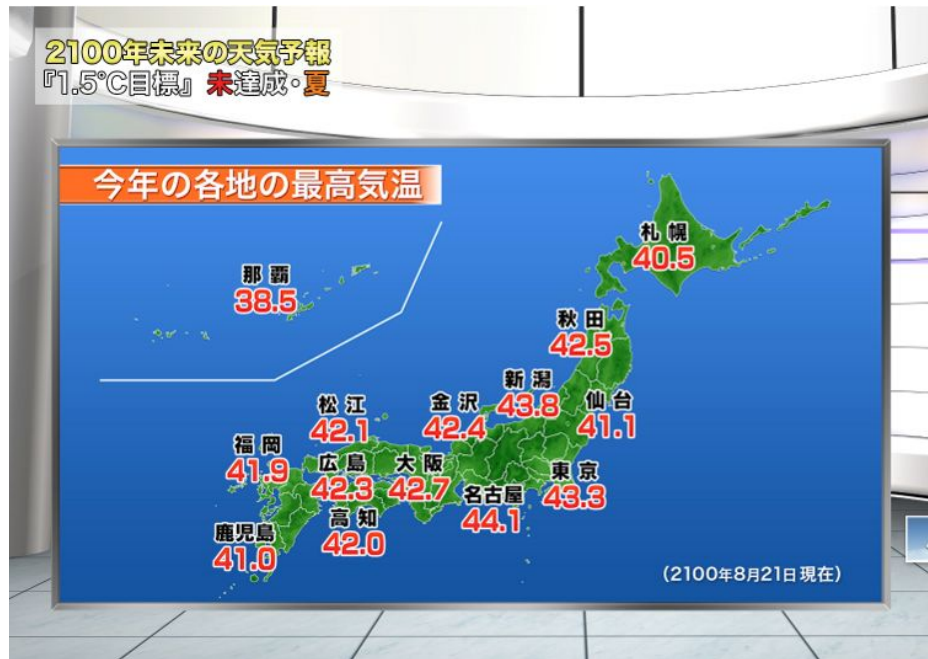 2100年未来の天気予報
『1.5℃目標』 未達成・夏
今年の各地の最高気温
札幌
40.5
那覇
38.5
秋田
42.5
新潟
43.8
仙台
41.1
松江
42.1
金沢
42.4
福岡
41.9
広島
42.3
大阪
42.7
東京
43.3
名古屋
44.1
高知
42.0
鹿児島
41.0
(2100年8月21日現在)